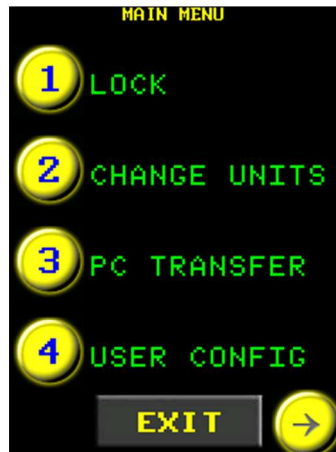 MAIN MENU
1 LOCK
2 CHANGE UNITS
3 PC TRANSFER
4 USER CONFIG
EXIT →